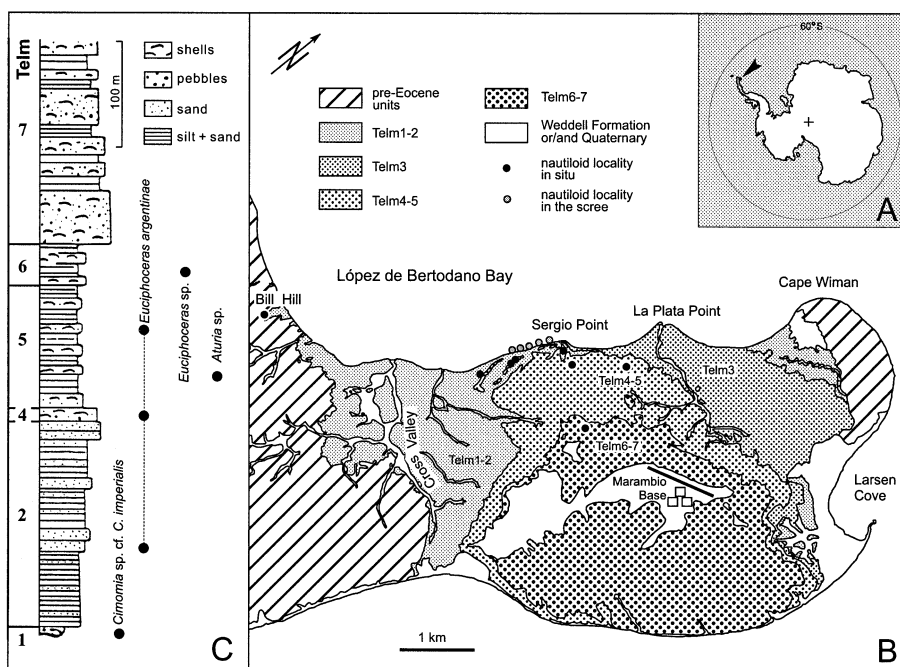 Telm
7
6
5
4
2
1
100 m
shells
pebbles
sand
silt + sand
Euciphoceras argentinae
Euciphoceras sp.
Aturia sp.
Cimomia sp. cf. C. imperialis
C
N
pre-Eocene
units
Telm1-2
Telm3
Telm4-5
Telm6-7
Weddell Formation
or/and Quaternary
nautiloid locality
in situ
nautiloid locality
in the scree
60°S
A
López de Bertodano Bay
Cape Wiman
Bill Hill
Sergio Point
La Plata Point
Telm3
Telm4-5
Cross Valley
Telm1-2
Telm6-7
Marambio
Base
Larsen
Cove
1 km
B